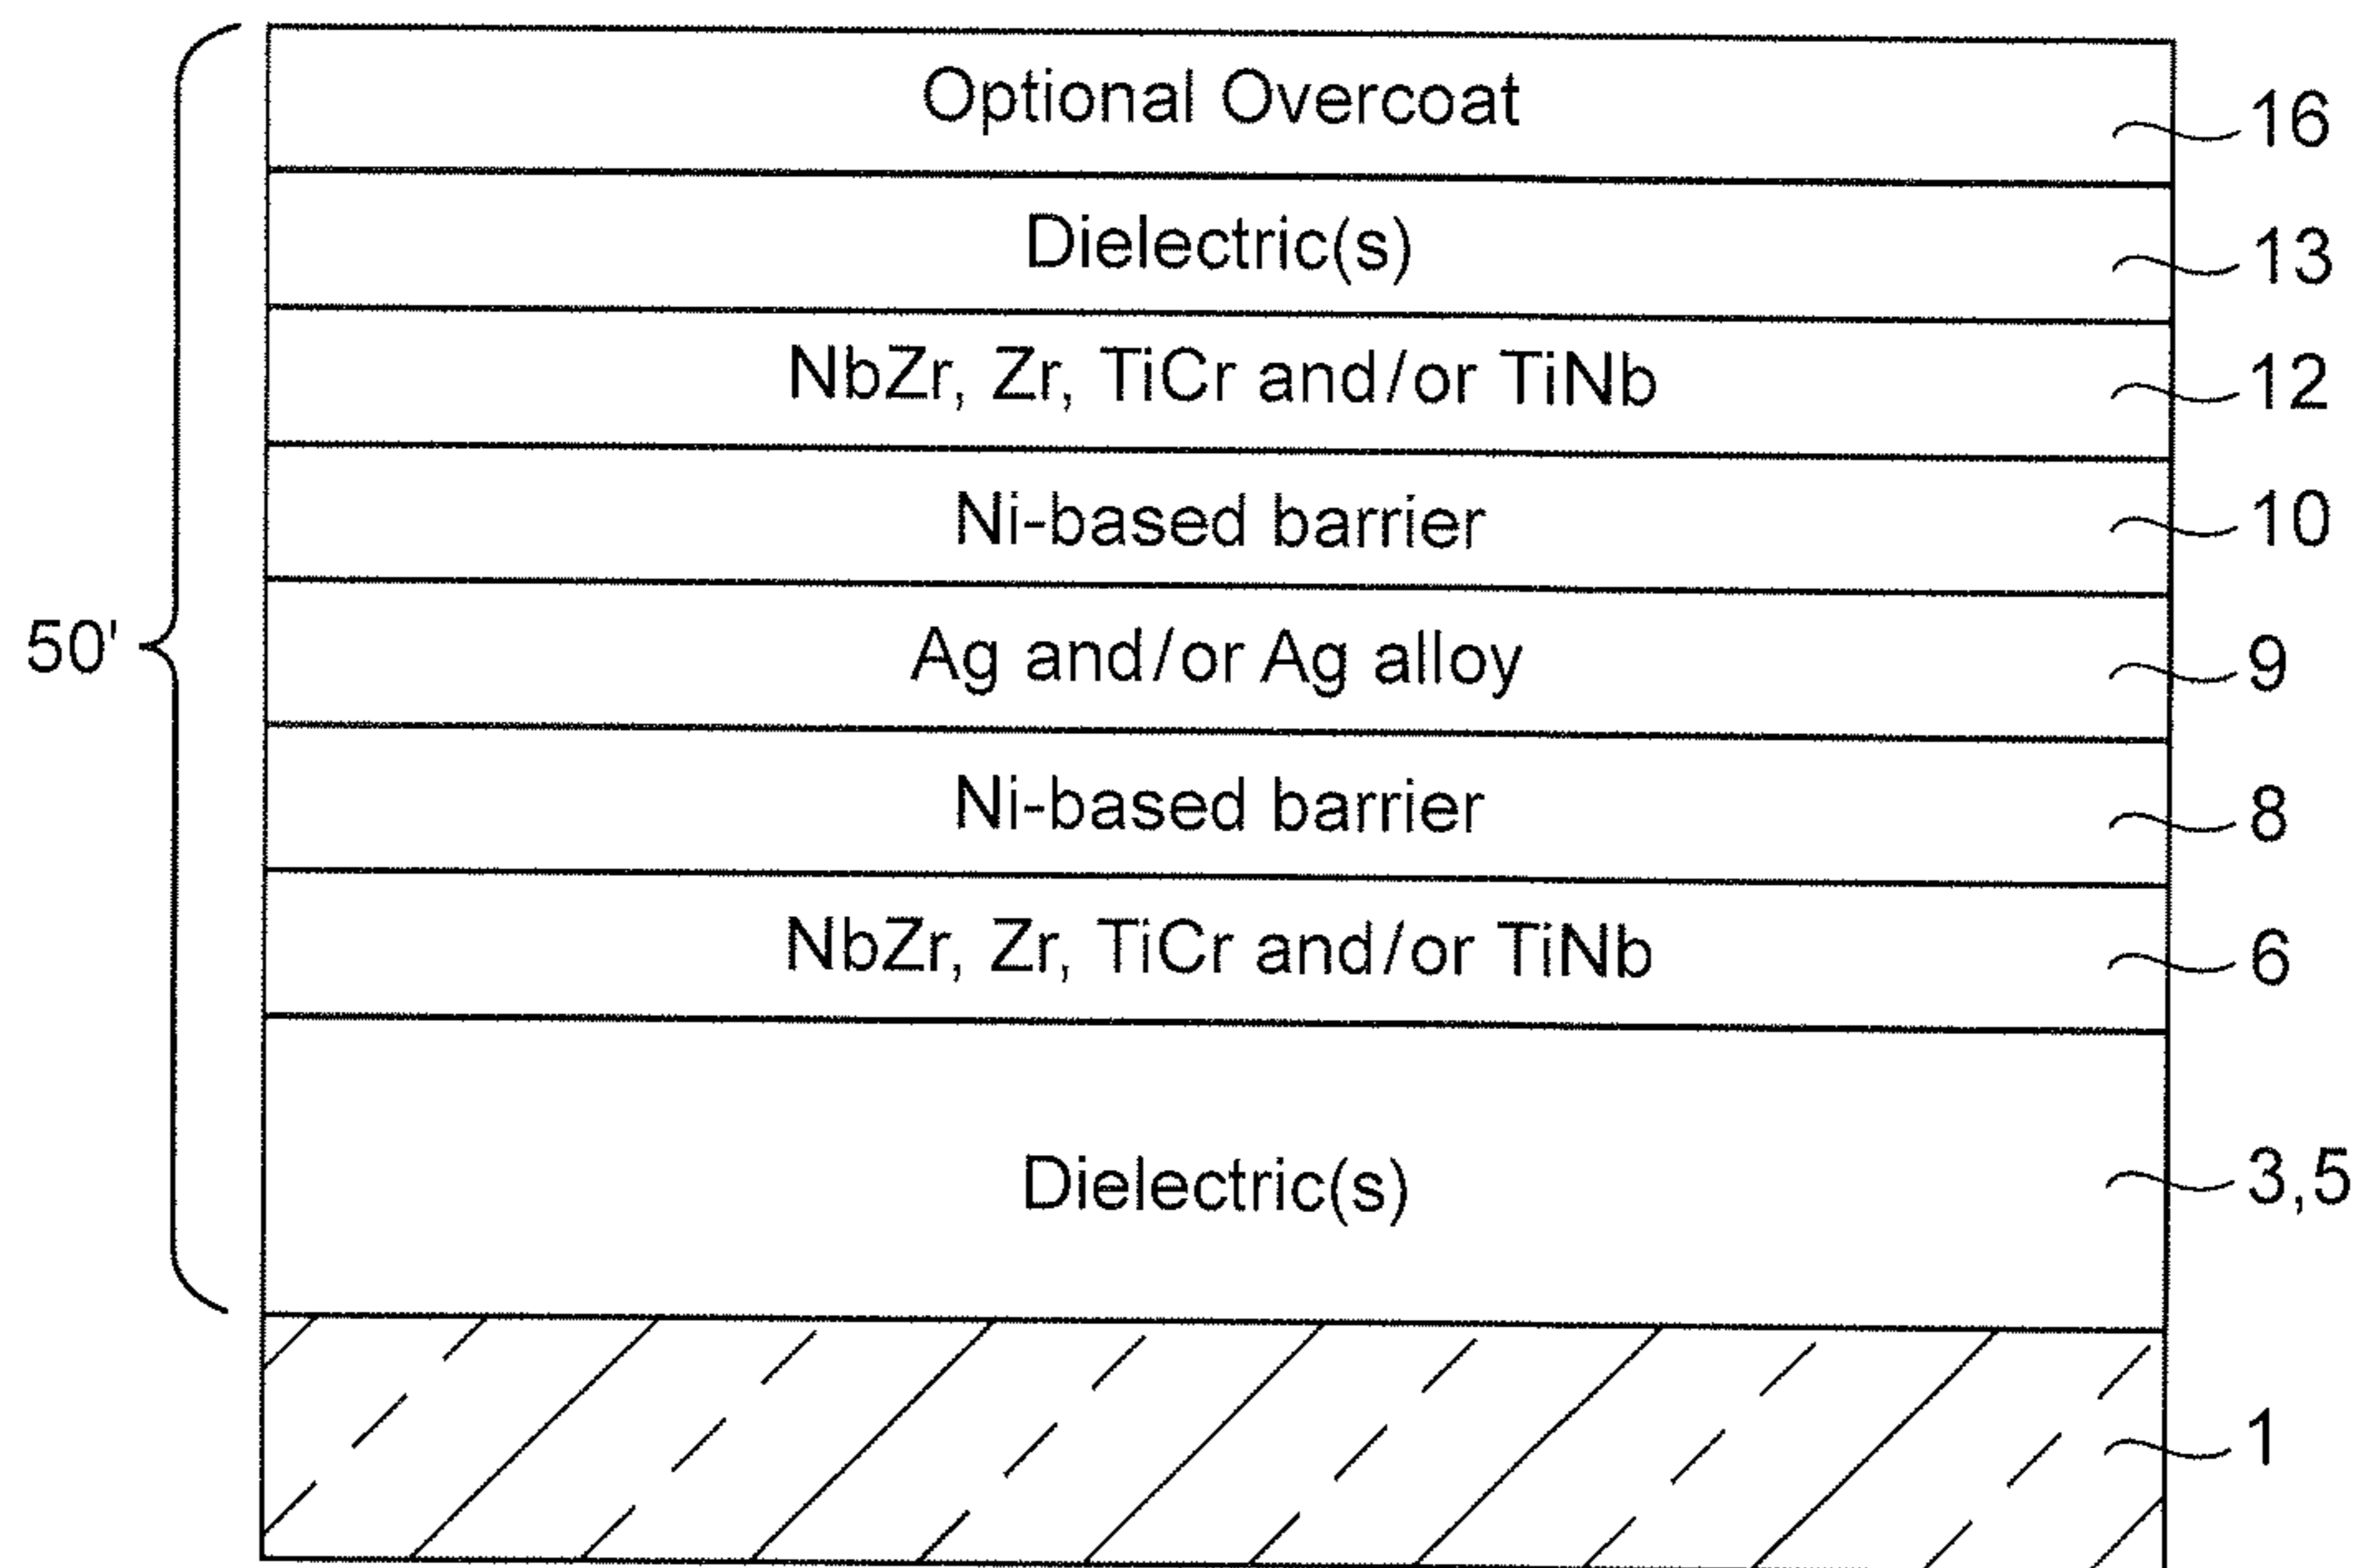 Optional Overcoat
16
Dielectric(s)
13
NbZr, Zr, TiCr and/or TiNb
12
Ni-based barrier
10
50'
Ag and/or Ag alloy
9
Ni-based barrier
8
NbZr, Zr, TiCr and/or TiNb
6
Dielectric(s)
3,5
1